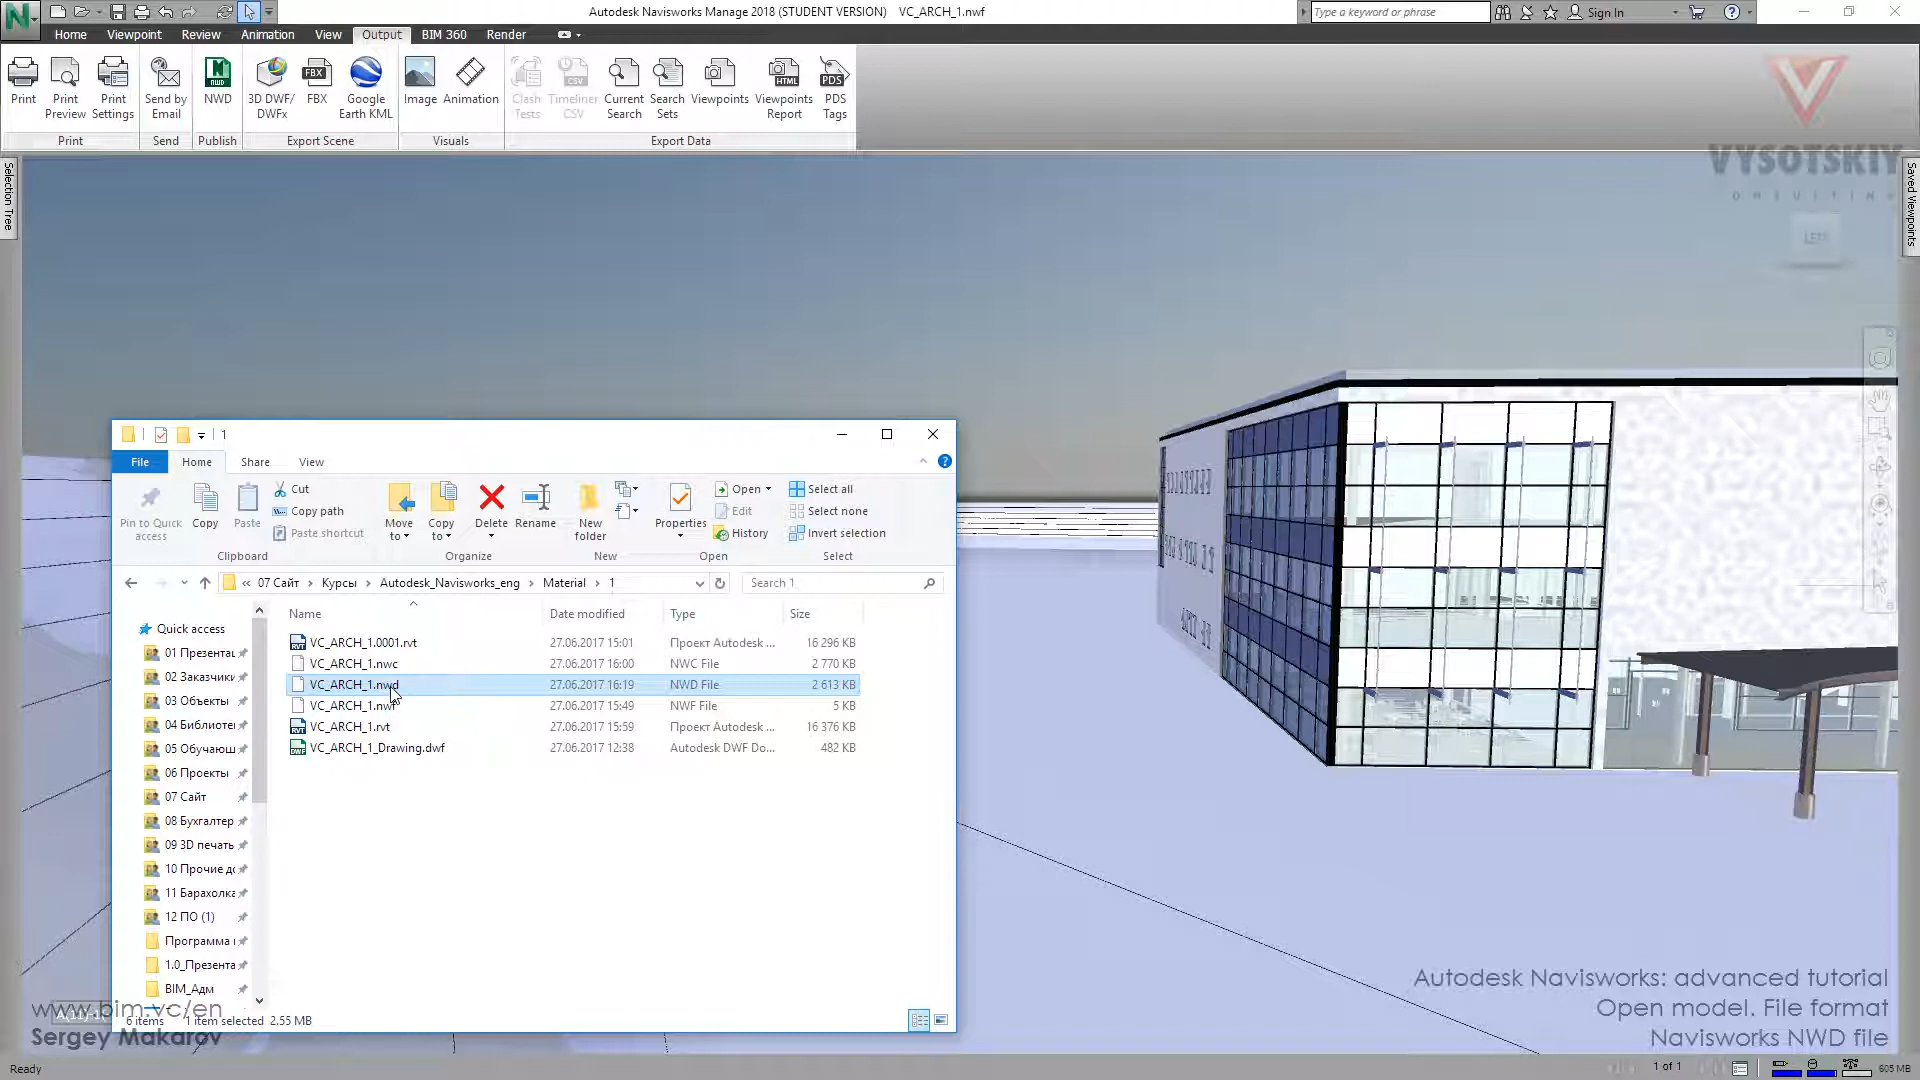 Autodesk Navisworks Manage 2018 (STUDENT VERSION) VC_ARCH_1.nwf
Type a keyword or phrase
Sign In
Home Viewpoint Review Animation View Output BIM 360 Render
Print
Print Preview
Print Settings
Send by Email
NWD
3D DWF/ DWFx
FBX
Google Earth KML
Image
Animation
Clash Tests
Timeliner CSV
Current Search
Search Sets
Viewpoints
Viewpoints Report
PDS Tags
Print Send Publish Export Scene Visuals Export Data
VYSOTSKIY
Selection Tree
Saved Viewpoints
LEFT
1
File Home Share View
Pin to Quick access
Copy
Paste
Cut
Copy path
Paste shortcut
Move to
Copy to
Delete
Rename
New folder
Properties
Open
Edit
History
Select all
Select none
Invert selection
Clipboard Organize New Open Select
« 07 Сайт › Курсы › Autodesk_Navisworks_eng › Material › 1
Search 1
Name Date modified Type Size
VC_ARCH_1.0001.rvt 27.06.2017 15:01 Проект Autodesk ... 16 296 KB
VC_ARCH_1.nwc 27.06.2017 16:00 NWC File 2 770 KB
VC_ARCH_1.nwd 27.06.2017 16:19 NWD File 2 613 KB
VC_ARCH_1.nwf 27.06.2017 15:49 NWF File 5 KB
VC_ARCH_1.rvt 27.06.2017 15:59 Проект Autodesk ... 16 376 KB
VC_ARCH_1_Drawing.dwf 27.06.2017 12:38 Autodesk DWF Do... 482 KB
Quick access
01 Презентац
02 Заказчики
03 Объекты
04 Библиотe
05 Обучающ
06 Проекты
07 Сайт
08 Бухгалтер
09 3D печать
10 Прочие до
11 Барахолка
12 ПО (1)
Программа
1.0_Презента
BIM_Адм
6 items 1 item selected 2.55 MB
www.bim.vc/en
Sergey Makarov
Autodesk Navisworks: advanced tutorial
Open model. File format
Navisworks NWD file
Ready
1 of 1
605 MB